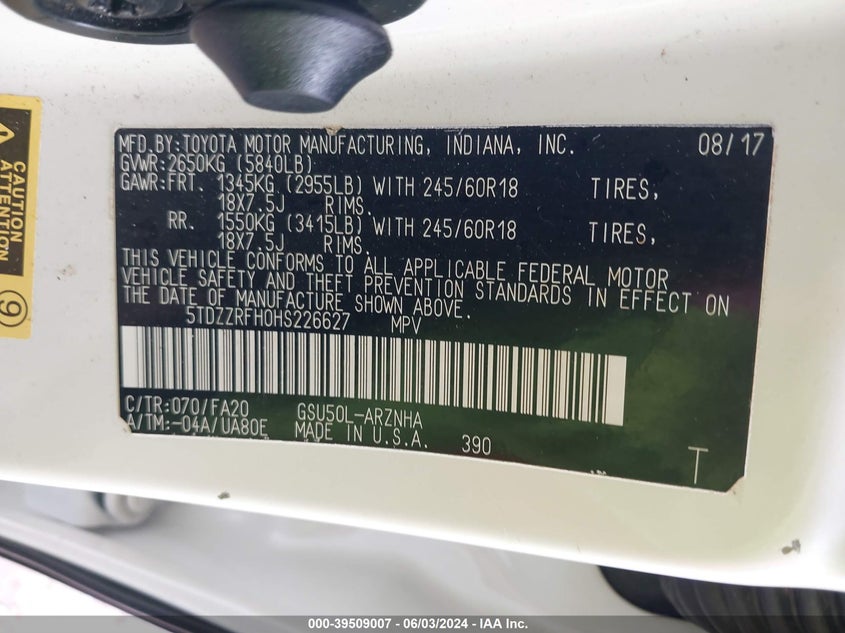 CAUTION
ATTENTION
9
MFD.BY:TOYOTA MOTOR MANUFACTURING, INDIANA, INC. 08/17
GVWR:2650KG (5840LB)
GAWR:FRT. 1345KG (2955LB) WITH 245/60R18 TIRES,
18X7.5J RIMS.
RR. 1550KG (3415LB) WITH 245/60R18 TIRES,
18X7.5J RIMS.
THIS VEHICLE CONFORMS TO ALL APPLICABLE FEDERAL MOTOR
VEHICLE SAFETY AND THEFT PREVENTION STANDARDS IN EFFECT ON
THE DATE OF MANUFACTURE SHOWN ABOVE.
5TDZZRFH0HS226627 MPV
C/TR:070/FA20 GSU50L-ARZNHA
A/TM:-04A/UA80E MADE IN U.S.A. 390
T
000-39509007 - 06/03/2024 - IAA Inc.